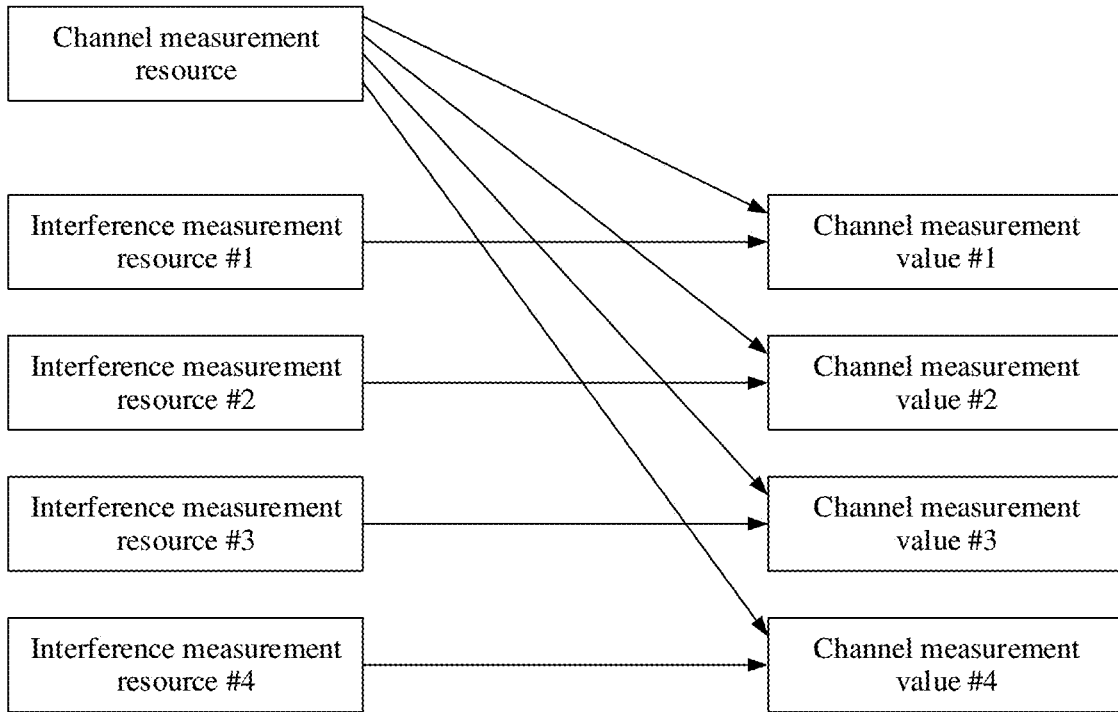 Channel measurement
resource
Interference measurement
resource #1
Channel measurement
value #1
Interference measurement
resource #2
Channel measurement
value #2
Interference measurement
resource #3
Channel measurement
value #3
Interference measurement
resource #4
Channel measurement
value #4